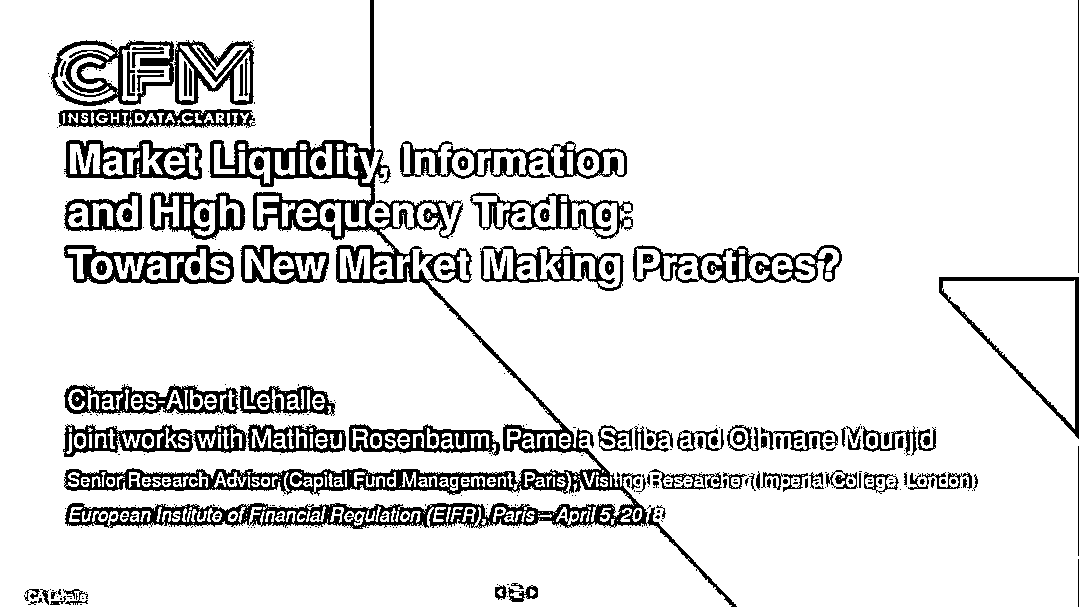 CFM
INSIGHT.DATA.CLARITY.
Market Liquidity, Information
and High Frequency Trading:
Towards New Market Making Practices?
Charles-Albert Lehalle,
joint works with Mathieu Rosenbaum, Pamela Saliba and Othmane Mounjid
Senior Research Advisor (Capital Fund Management, Paris); Visiting Researcher (Imperial College, London)
European Institute of Financial Regulation (EIFR), Paris – April 5, 2018
CA Lehalle